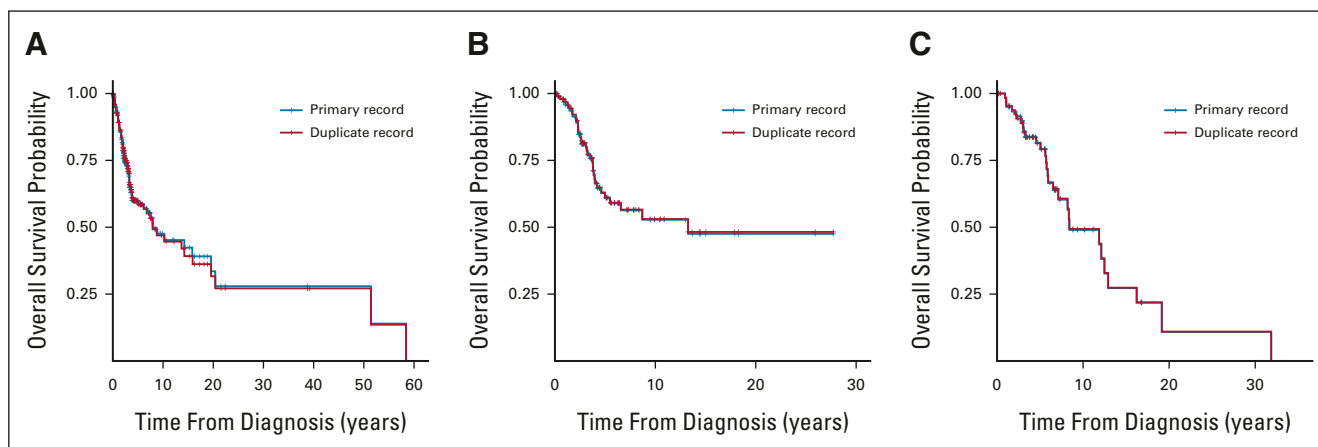 A
Overall Survival Probability
1.00
0.75
0.50
0.25
Primary record
Duplicate record
0 10 20 30 40 50 60
Time From Diagnosis (years)
B
Overall Survival Probability
1.00
0.75
0.50
0.25
Primary record
Duplicate record
0 10 20 30
Time From Diagnosis (years)
C
Overall Survival Probability
1.00
0.75
0.50
0.25
Primary record
Duplicate record
0 10 20 30
Time From Diagnosis (years)